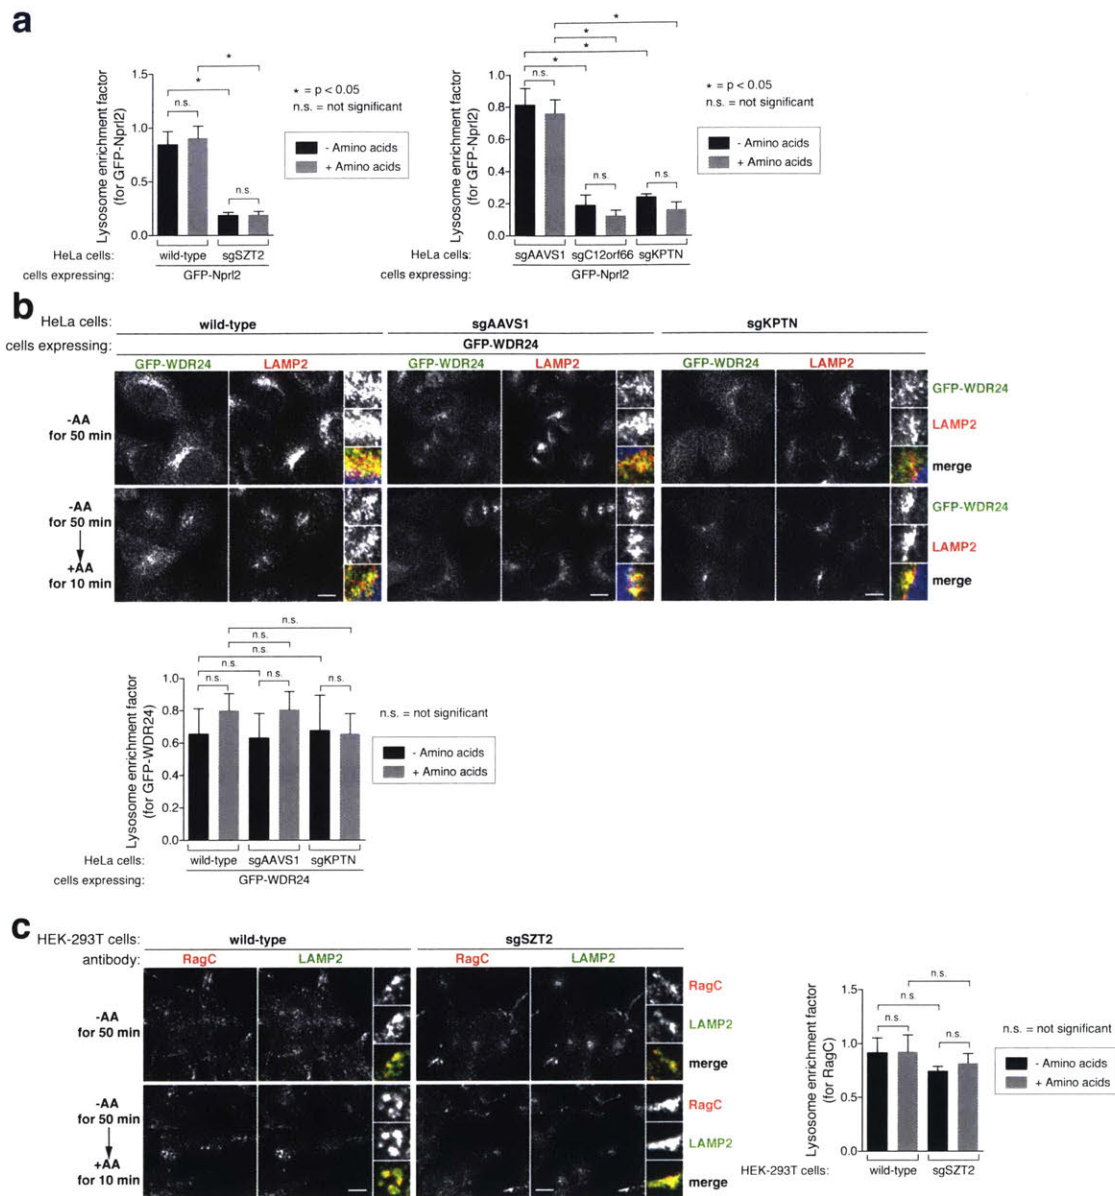 a
Lysosome enrichment factor
(for GFP-Nprl2)
1.5
1.0
0.5
0.0
*
*
n.s.
n.s.
* = p < 0.05
n.s. = not significant
- Amino acids
+ Amino acids
HeLa cells:
wild-type
sgSZT2
cells expressing:
GFP-Nprl2
Lysosome enrichment factor
(for GFP-Nprl2)
1.0
0.8
0.6
0.4
0.2
0.0
*
*
*
*
n.s.
n.s.
n.s.
* = p < 0.05
n.s. = not significant
- Amino acids
+ Amino acids
HeLa cells:
sgAAVS1
sgC12orf66
sgKPTN
cells expressing:
GFP-Nprl2
b
HeLa cells:
wild-type
sgAAVS1
sgKPTN
cells expressing:
GFP-WDR24
GFP-WDR24 LAMP2
GFP-WDR24 LAMP2
GFP-WDR24 LAMP2
-AA
for 50 min
GFP-WDR24
LAMP2
merge
-AA
for 50 min
+AA
for 10 min
GFP-WDR24
LAMP2
merge
Lysosome enrichment factor
(for GFP-WDR24)
1.0
0.8
0.6
0.4
0.2
0.0
n.s.
n.s.
n.s.
n.s.
n.s.
n.s.
n.s.
n.s. = not significant
- Amino acids
+ Amino acids
HeLa cells:
wild-type
sgAAVS1
sgKPTN
cells expressing:
GFP-WDR24
c
HEK-293T cells:
wild-type
sgSZT2
antibody:
RagC LAMP2
RagC LAMP2
-AA
for 50 min
RagC
LAMP2
merge
-AA
for 50 min
+AA
for 10 min
RagC
LAMP2
merge
Lysosome enrichment factor
(for RagC)
1.5
1.0
0.5
0.0
n.s.
n.s.
n.s.
n.s.
n.s. = not significant
- Amino acids
+ Amino acids
HEK-293T cells:
wild-type
sgSZT2